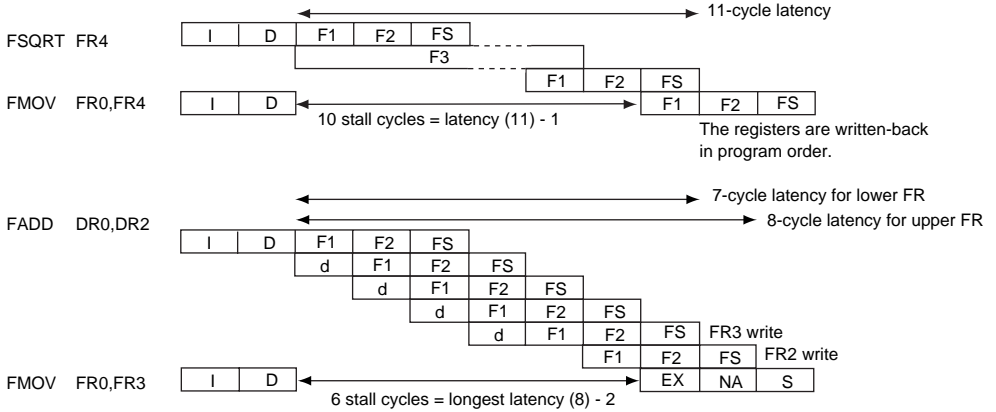 11-cycle latency
FSQRT FR4 I D F1 F2 FS
F3
F1 F2 FS
FMOV FR0,FR4 I D F1 F2 FS
10 stall cycles = latency (11) - 1
The registers are written-back
in program order.
7-cycle latency for lower FR
8-cycle latency for upper FR
FADD DR0,DR2
I D F1 F2 FS
d F1 F2 FS
d F1 F2 FS
d F1 F2 FS
d F1 F2 FS FR3 write
F1 F2 FS FR2 write
FMOV FR0,FR3 I D EX NA S
6 stall cycles = longest latency (8) - 2